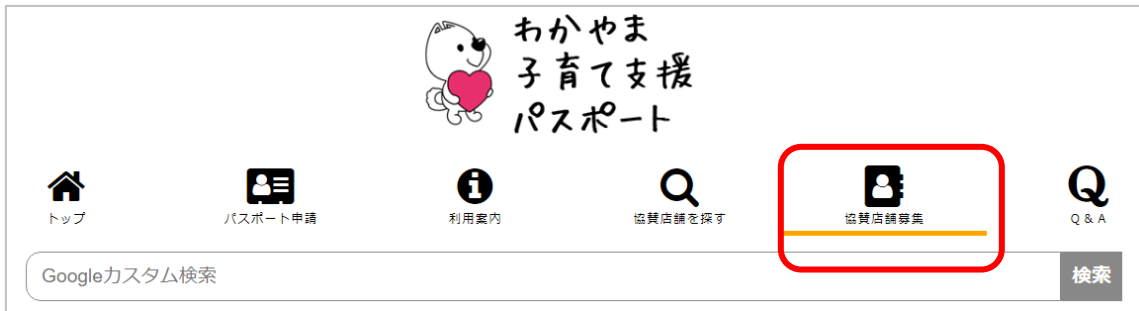 わかやま
子育て支援
パスポート
トップ
パスポート申請
利用案内
協賛店舗を探す
協賛店舗募集
Q
Q & A
Googleカスタム検索
検索